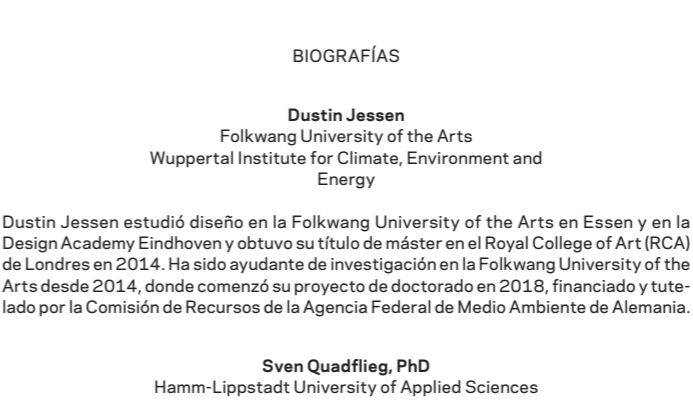 BIOGRAFÍAS
Dustin Jessen
Folkwang University of the Arts
Wuppertal Institute for Climate, Environment and
Energy
Dustin Jessen estudió diseño en la Folkwang University of the Arts en Essen y en la
Design Academy Eindhoven y obtuvo su título de máster en el Royal College of Art (RCA)
de Londres en 2014. Ha sido ayudante de investigación en la Folkwang University of the
Arts desde 2014, donde comenzó su proyecto de doctorado en 2018, financiado y tute-
lado por la Comisión de Recursos de la Agencia Federal de Medio Ambiente de Alemania.
Sven Quadflieg, PhD
Hamm-Lippstadt University of Applied Sciences